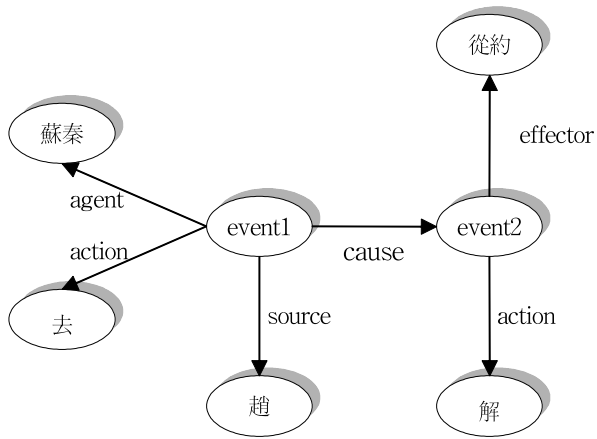 從約
蘇秦
effector
agent
event1
event2
action
cause
去
source
action
趙
解